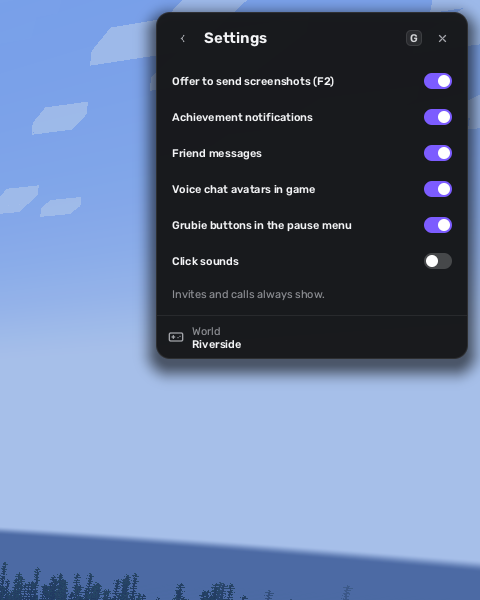 Settings
G
Offer to send screenshots (F2)
Achievement notifications
Friend messages
Voice chat avatars in game
Grubie buttons in the pause menu
Click sounds
Invites and calls always show.
World
Riverside